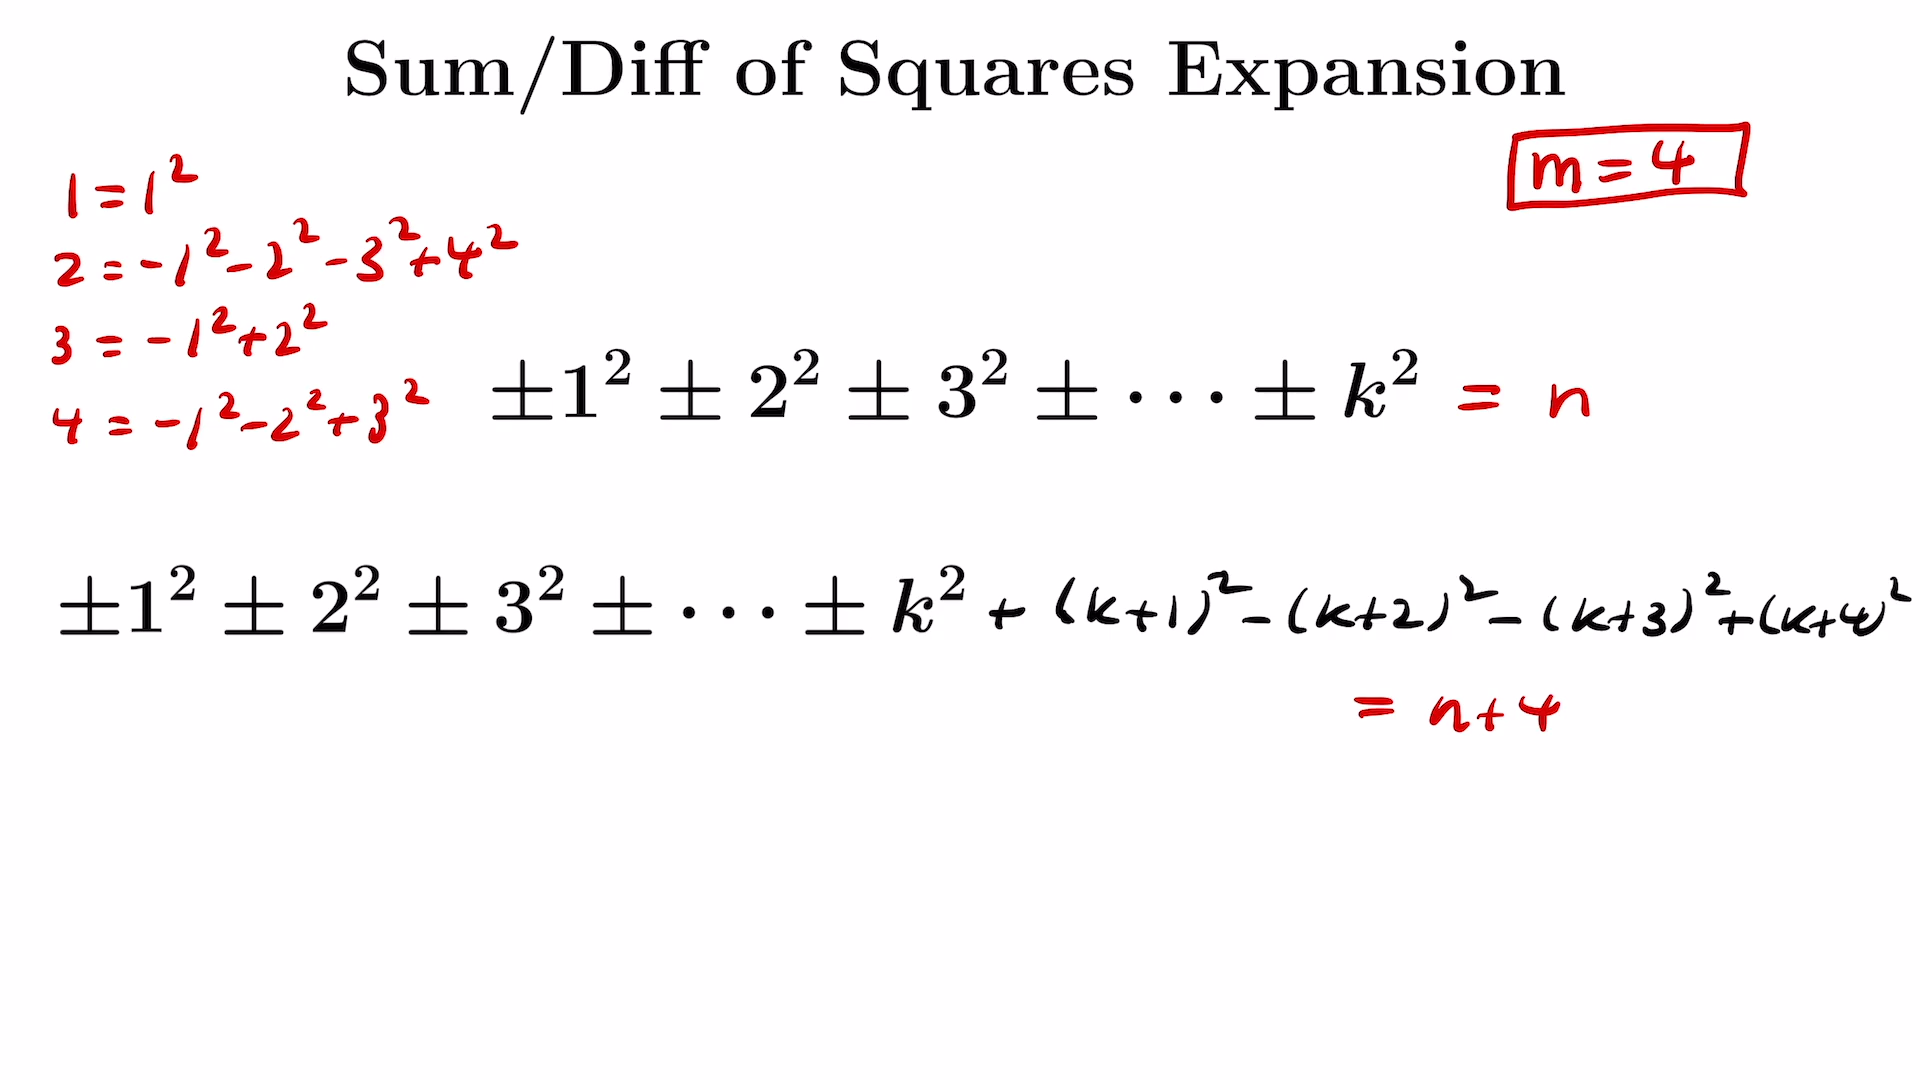 Sum/Diff of Squares Expansion
m = 4
1 = 1²
2 = -1² - 2² - 3² + 4²
3 = -1² + 2²
4 = -1² - 2² + 3²
±1² ± 2² ± 3² ± ··· ± k² = n
±1² ± 2² ± 3² ± ··· ± k² + (k+1)² - (k+2)² - (k+3)² + (k+4)²
= n+4